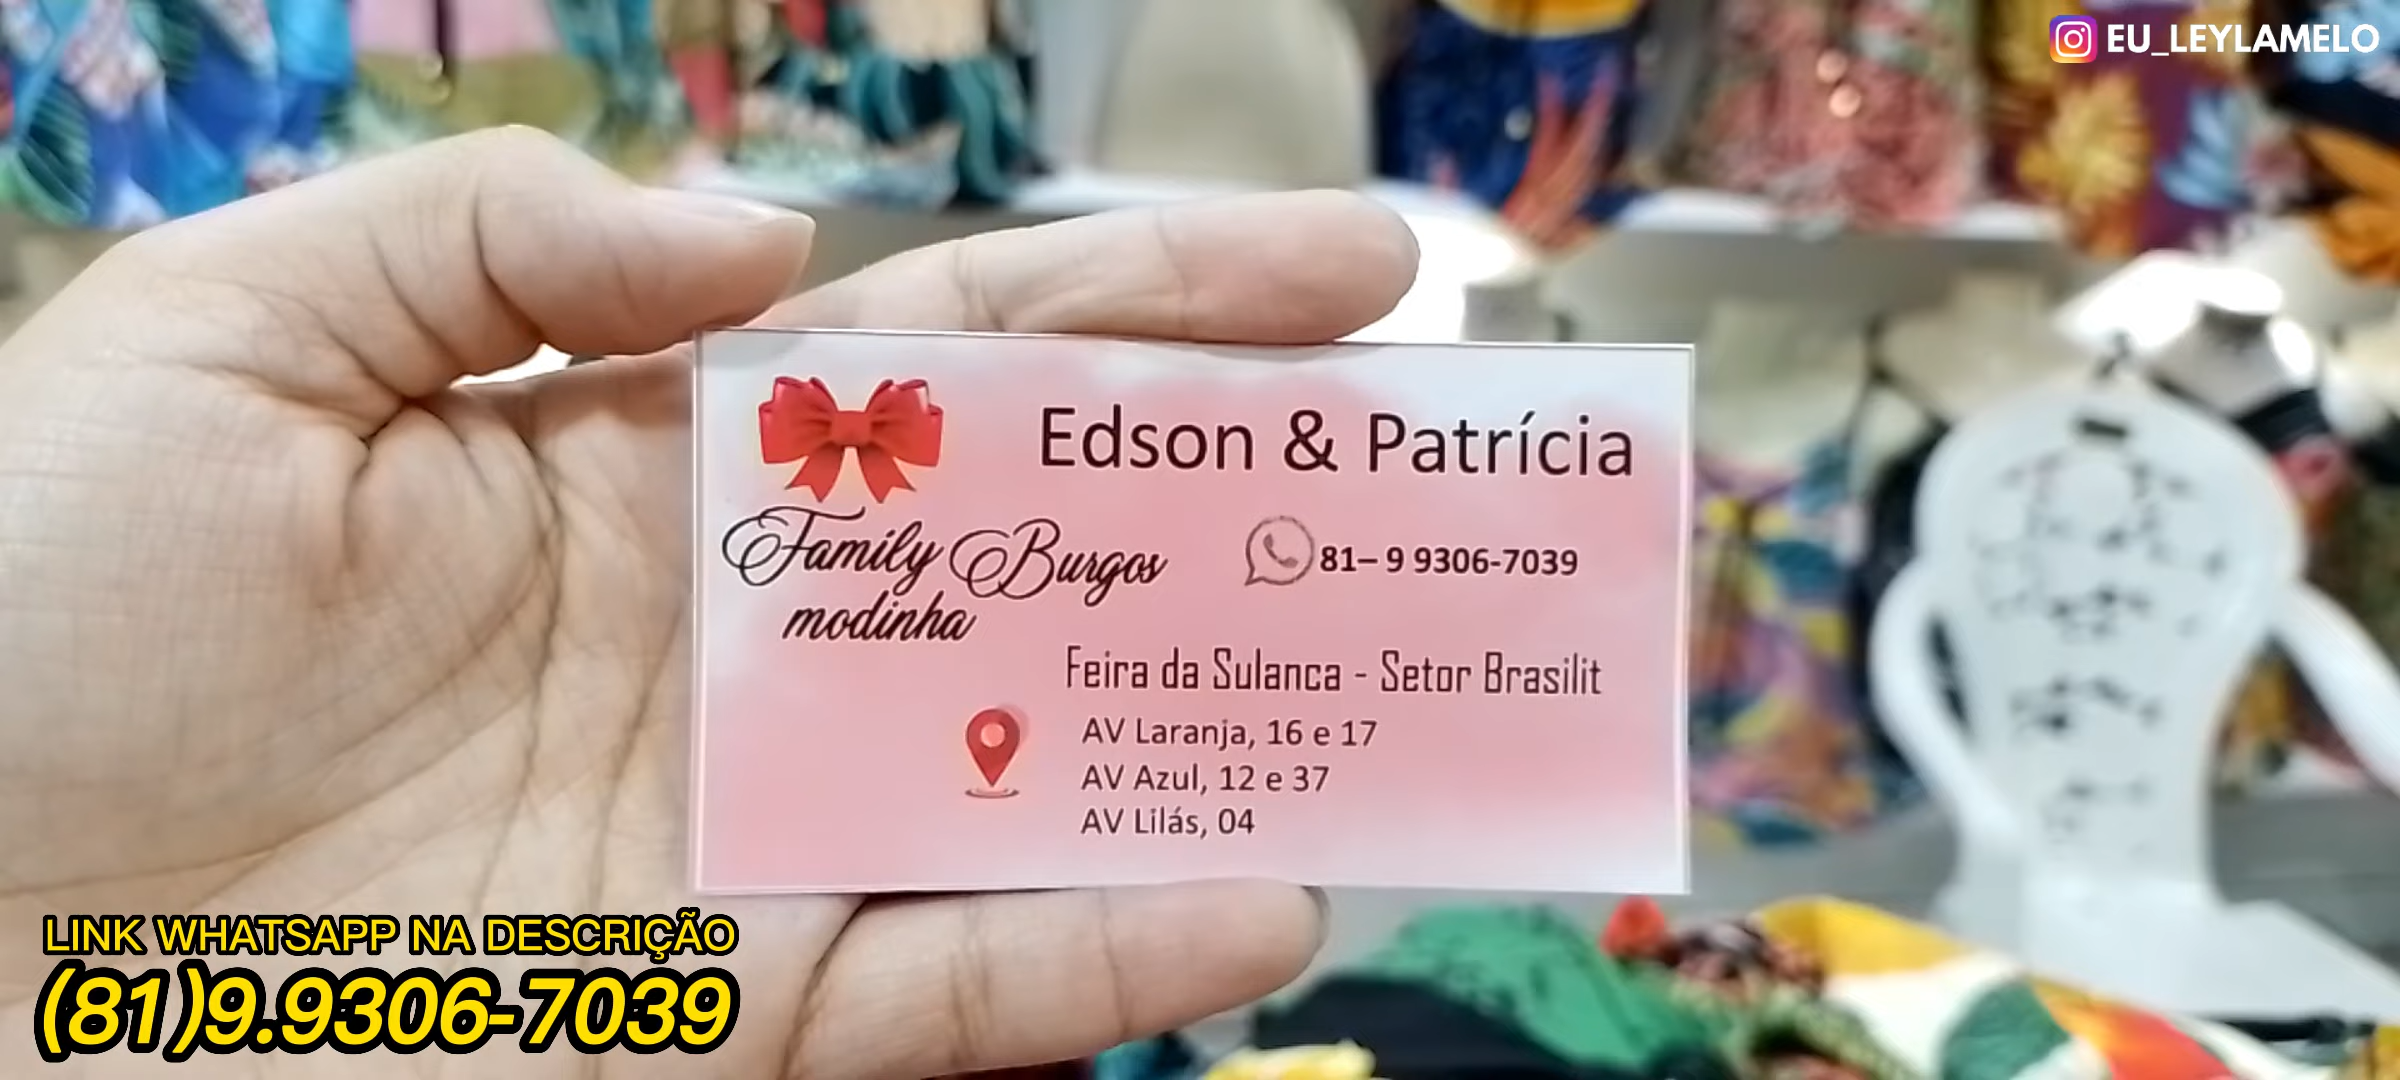 EU_LEYLAMELO
Edson & Patrícia
Family Burgos
modinha
81– 9 9306-7039
Feira da Sulanca - Setor Brasilit
AV Laranja, 16 e 17
AV Azul, 12 e 37
AV Lilás, 04
LINK WHATSAPP NA DESCRIÇÃO
(81)9.9306-7039